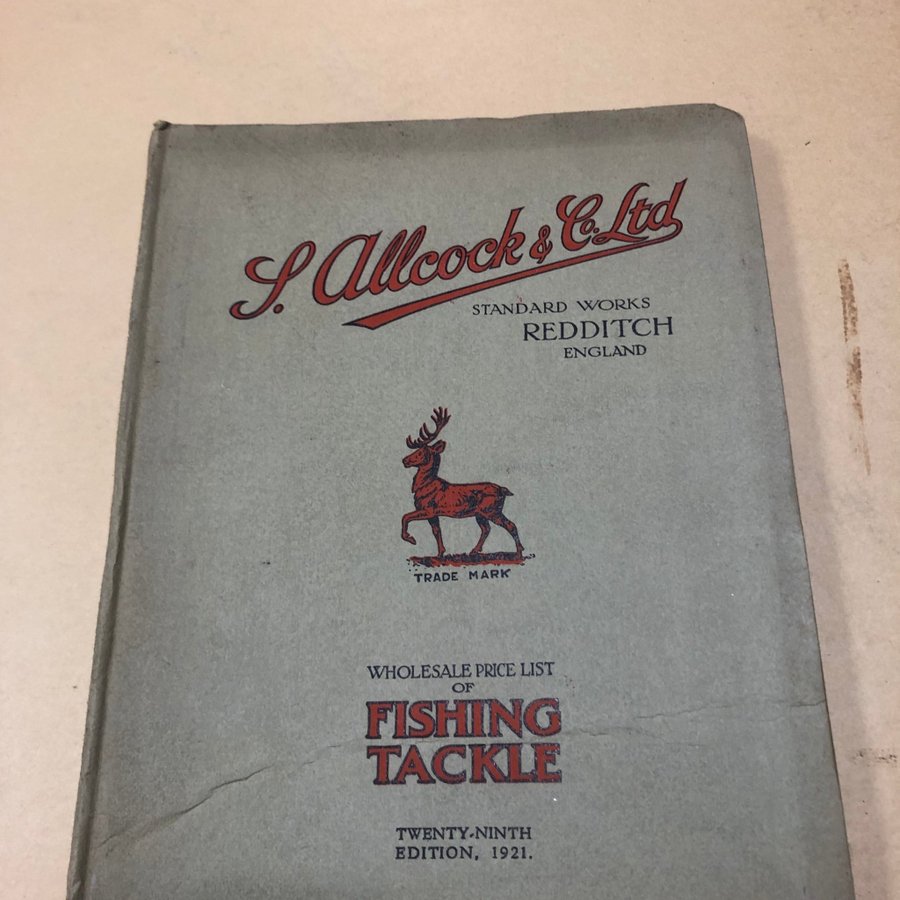 S. Allcock & Co. Ltd
STANDARD WORKS
REDDITCH
ENGLAND
TRADE MARK
WHOLESALE PRICE LIST
OF
FISHING
TACKLE
TWENTY-NINTH
EDITION, 1921.